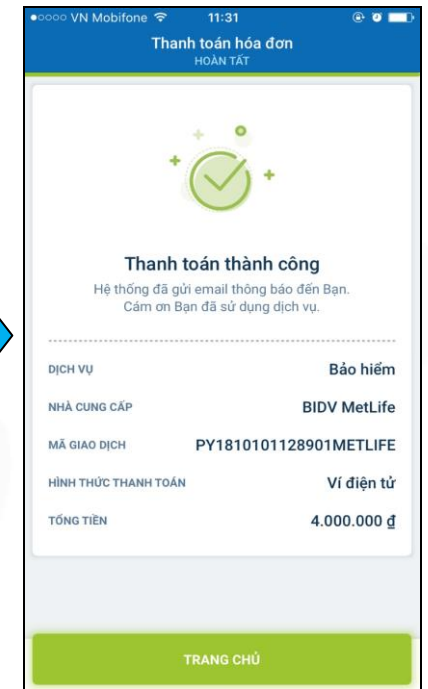 VN Mobifone 11:31
Thanh toán hóa đơn
HOÀN TẤT
Thanh toán thành công
Hệ thống đã gửi email thông báo đến Bạn.
Cám ơn Bạn đã sử dụng dịch vụ.
DỊCH VỤ Bảo hiểm
NHÀ CUNG CẤP BIDV MetLife
MÃ GIAO DỊCH PY1810101128901METLIFE
HÌNH THỨC THANH TOÁN Ví điện tử
TỔNG TIỀN 4.000.000 đ
TRANG CHỦ